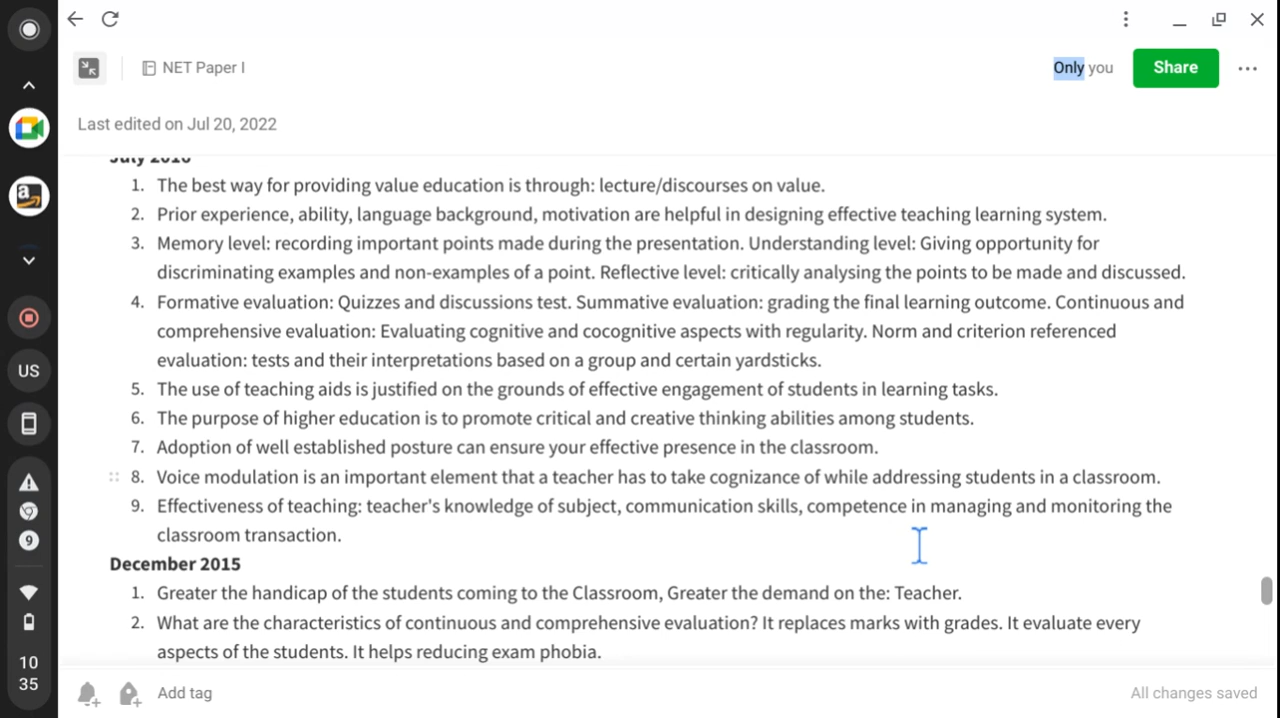 NET Paper I
Only you
Share
Last edited on Jul 20, 2022
July 2016
1. The best way for providing value education is through: lecture/discourses on value.
2. Prior experience, ability, language background, motivation are helpful in designing effective teaching learning system.
3. Memory level: recording important points made during the presentation. Understanding level: Giving opportunity for
discriminating examples and non-examples of a point. Reflective level: critically analysing the points to be made and discussed.
4. Formative evaluation: Quizzes and discussions test. Summative evaluation: grading the final learning outcome. Continuous and
comprehensive evaluation: Evaluating cognitive and cocognitive aspects with regularity. Norm and criterion referenced
evaluation: tests and their interpretations based on a group and certain yardsticks.
5. The use of teaching aids is justified on the grounds of effective engagement of students in learning tasks.
6. The purpose of higher education is to promote critical and creative thinking abilities among students.
7. Adoption of well established posture can ensure your effective presence in the classroom.
8. Voice modulation is an important element that a teacher has to take cognizance of while addressing students in a classroom.
9. Effectiveness of teaching: teacher's knowledge of subject, communication skills, competence in managing and monitoring the
classroom transaction.
December 2015
1. Greater the handicap of the students coming to the Classroom, Greater the demand on the: Teacher.
2. What are the characteristics of continuous and comprehensive evaluation? It replaces marks with grades. It evaluate every
aspects of the students. It helps reducing exam phobia.
Add tag
All changes saved
a
US
9
10
35